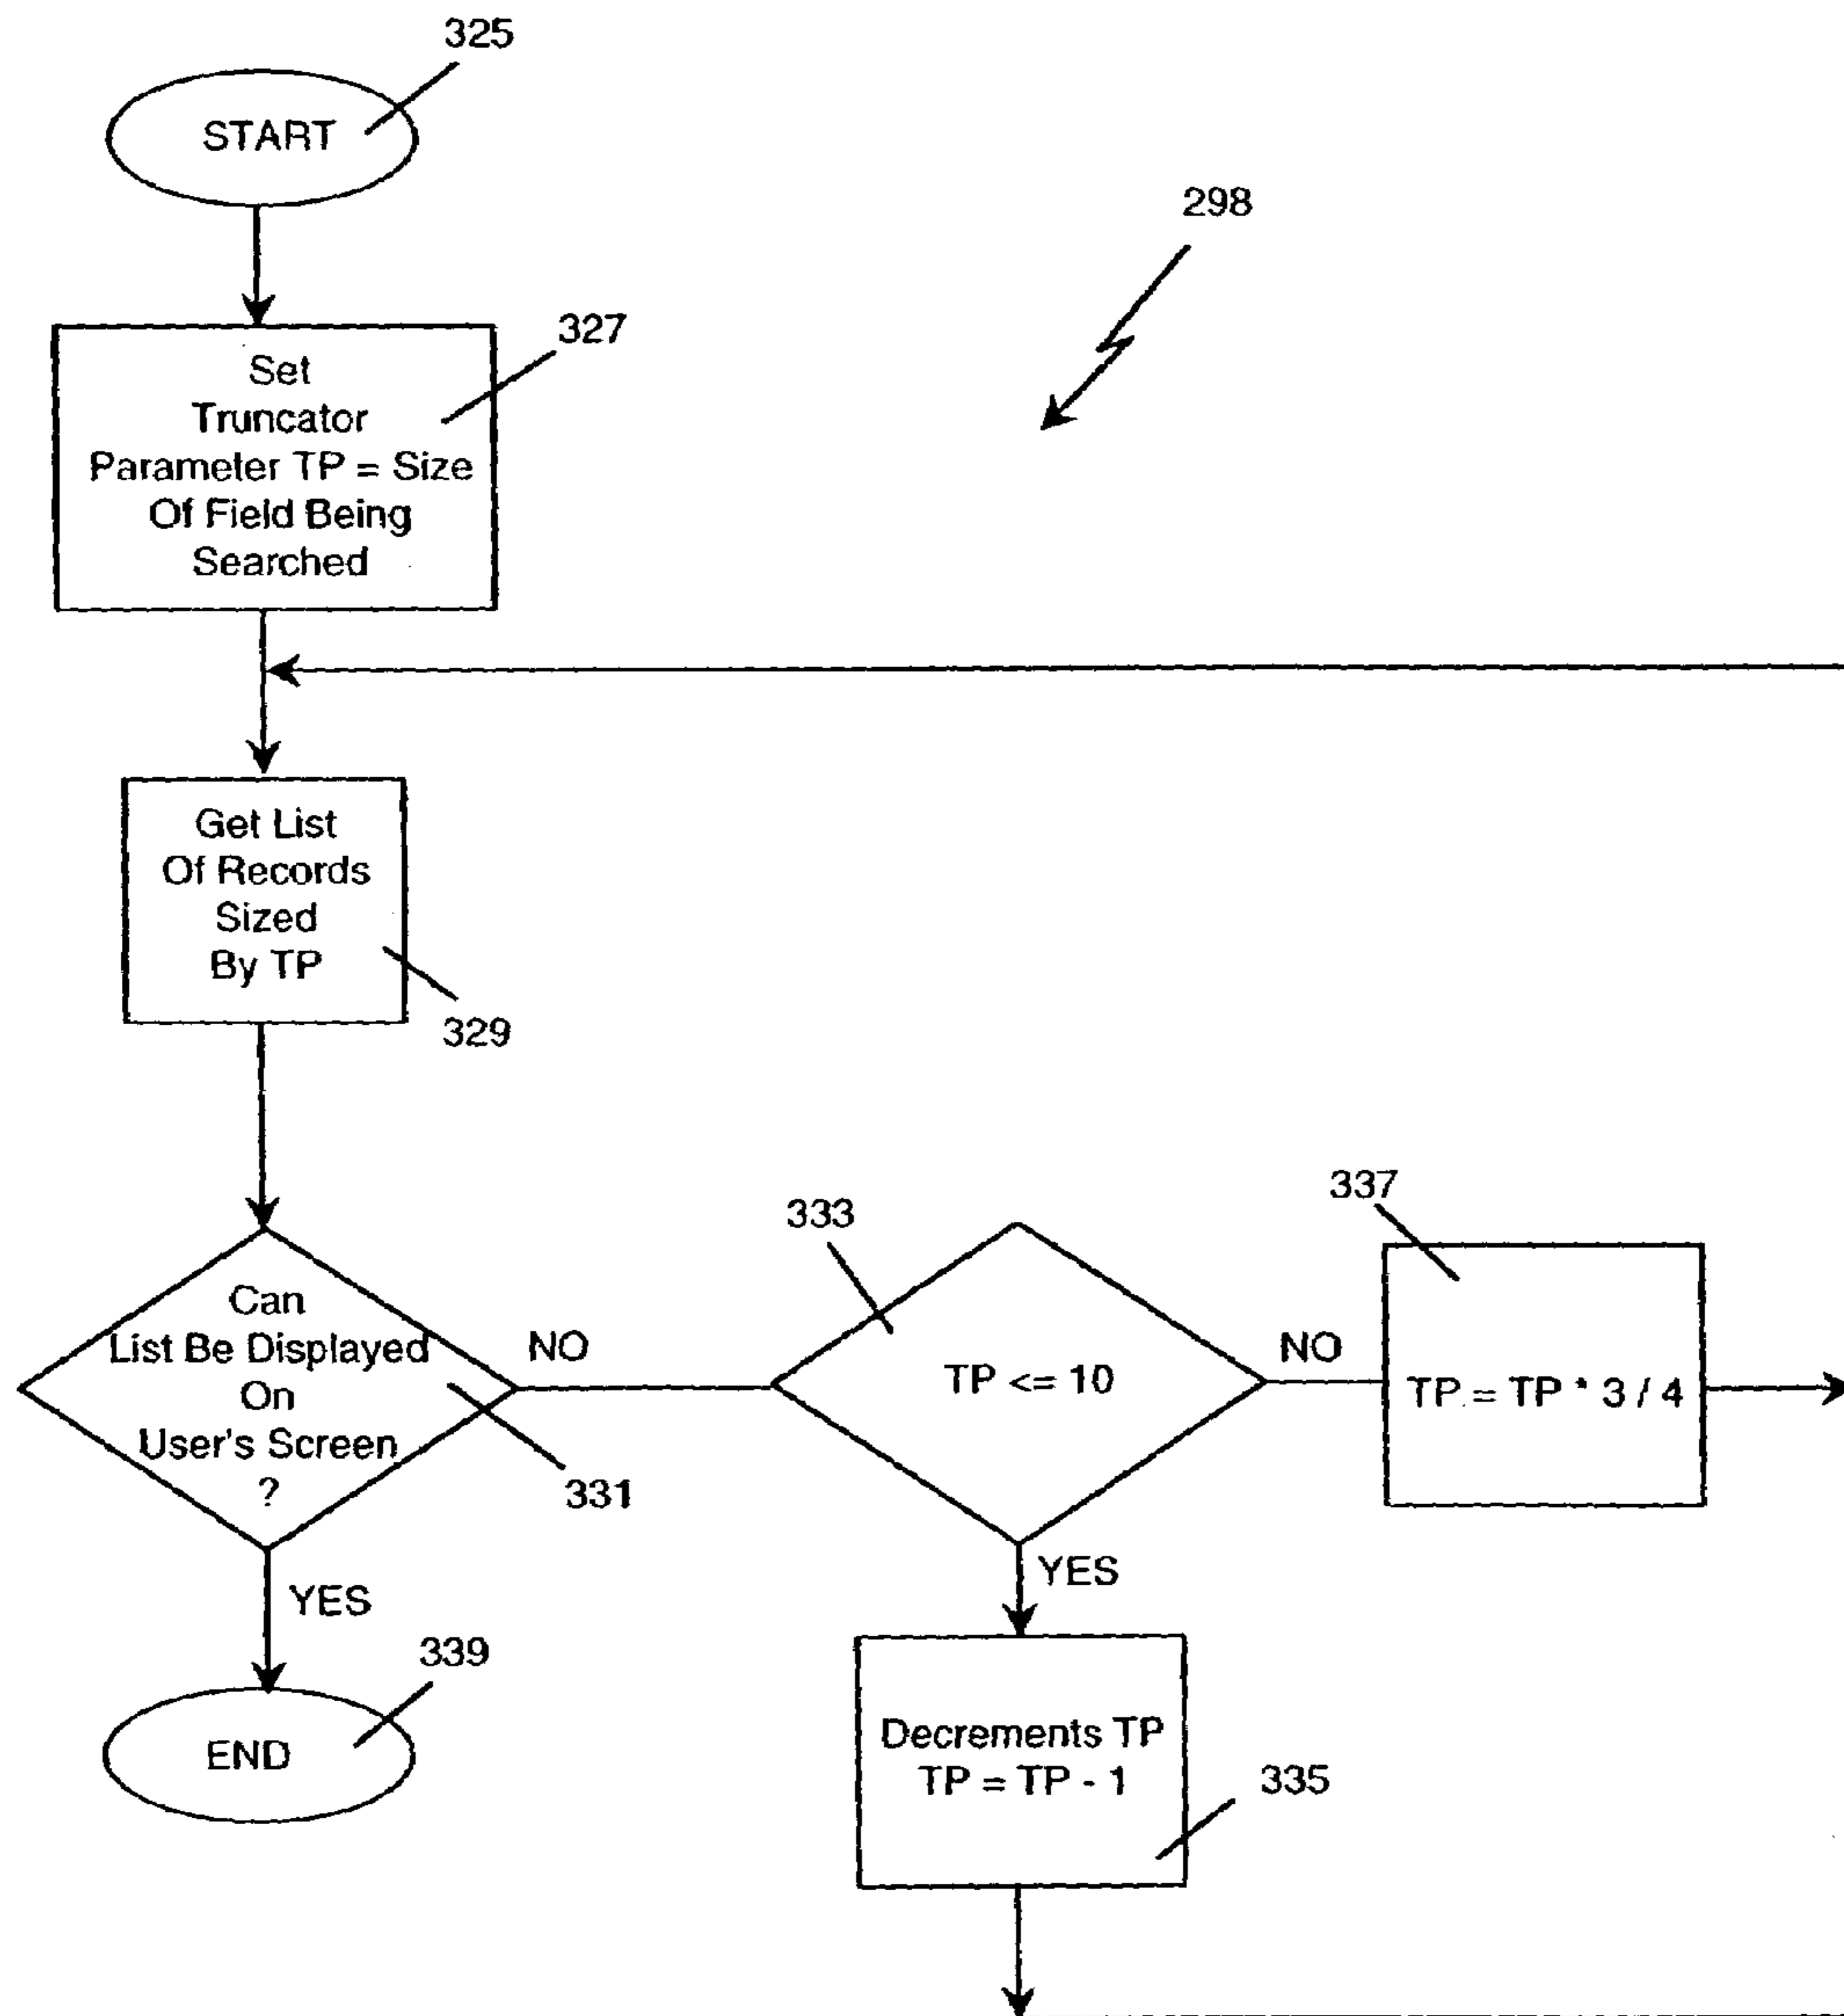 325
START
298
327
Set
Truncator
Parameter TP = Size
Of Field Being
Searched
Get List
Of Records
Sized
By TP
329
337
333
Can
List Be Displayed
On
User's Screen
?
NO
TP <= 10
NO
TP = TP * 3 / 4
331
YES
YES
339
END
Decrements TP
TP = TP - 1
335